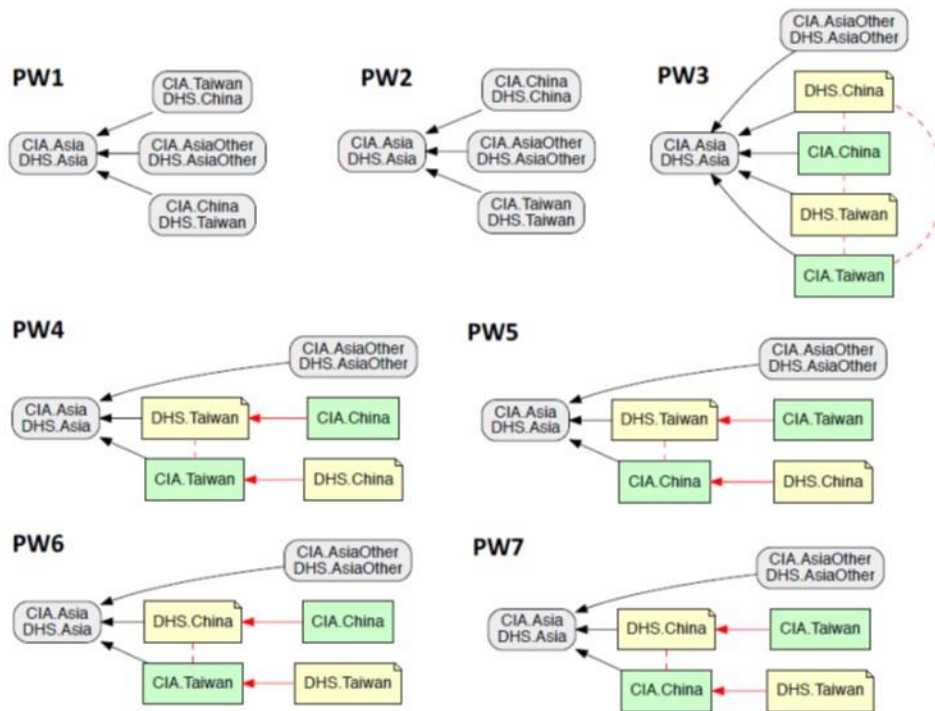 PW1
CIA.Taiwan
DHS.China
CIA.Asia
DHS.Asia
CIA.AsiaOther
DHS.AsiaOther
CIA.China
DHS.Taiwan
PW2
CIA.China
DHS.China
CIA.Asia
DHS.Asia
CIA.AsiaOther
DHS.AsiaOther
CIA.Taiwan
DHS.Taiwan
PW3
CIA.AsiaOther
DHS.AsiaOther
DHS.China
CIA.Asia
DHS.Asia
CIA.China
DHS.Taiwan
CIA.Taiwan
PW4
CIA.AsiaOther
DHS.AsiaOther
CIA.Asia
DHS.Asia
DHS.Taiwan
CIA.China
CIA.Taiwan
DHS.China
PW5
CIA.AsiaOther
DHS.AsiaOther
CIA.Asia
DHS.Asia
DHS.Taiwan
CIA.Taiwan
CIA.China
DHS.China
PW6
CIA.AsiaOther
DHS.AsiaOther
CIA.Asia
DHS.Asia
DHS.China
CIA.China
CIA.Taiwan
DHS.Taiwan
PW7
CIA.AsiaOther
DHS.AsiaOther
CIA.Asia
DHS.Asia
DHS.China
CIA.Taiwan
CIA.China
DHS.Taiwan